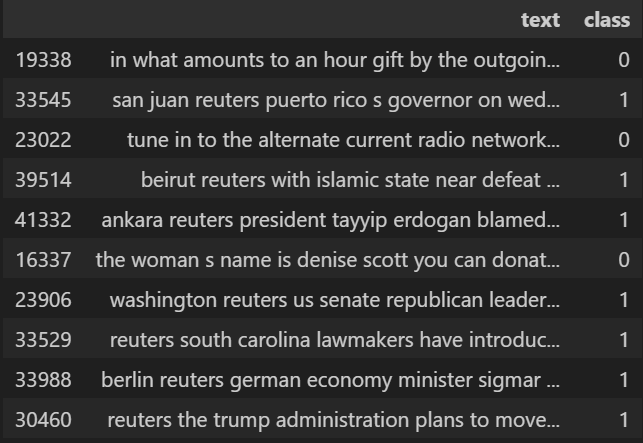 text class
19338 in what amounts to an hour gift by the outgoin... 0
33545 san juan reuters puerto rico s governor on wed... 1
23022 tune in to the alternate current radio network... 0
39514 beirut reuters with islamic state near defeat ... 1
41332 ankara reuters president tayyip erdogan blamed... 1
16337 the woman s name is denise scott you can donat... 0
23906 washington reuters us senate republican leader... 1
33529 reuters south carolina lawmakers have introduc... 1
33988 berlin reuters german economy minister sigmar ... 1
30460 reuters the trump administration plans to move... 1